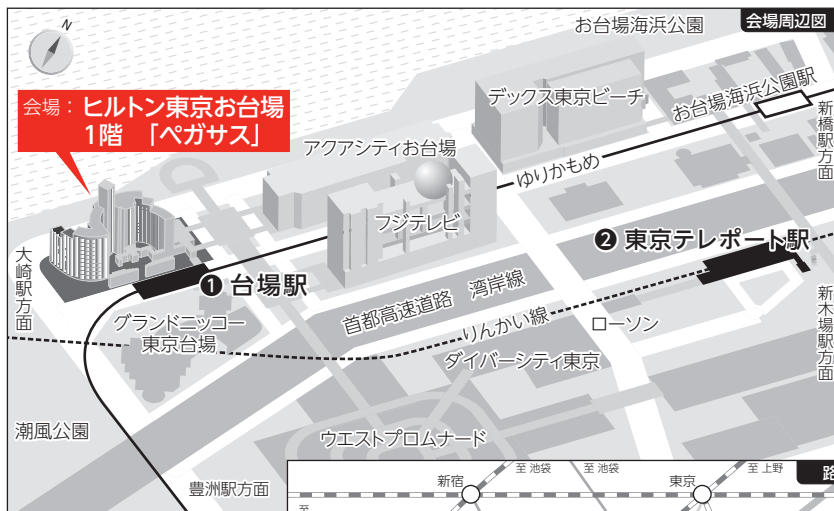 お台場海浜公園
会場周辺図
N
会場：ヒルトン東京お台場
1階 「ペガサス」
デックス東京ビーチ
お台場海浜公園駅
新橋駅方面
アクアシティお台場
ゆりかもめ
フジテレビ
❷ 東京テレポート駅
大崎駅方面
❶ 台場駅
首都高速道路 湾岸線
りんかい線
ローソン
新木場駅方面
グランドニッコー
東京台場
ダイバーシティ東京
潮風公園
ウエストプロムナード
豊洲駅方面
路
新宿
至 池袋
至 池袋
東京
至 上野
至